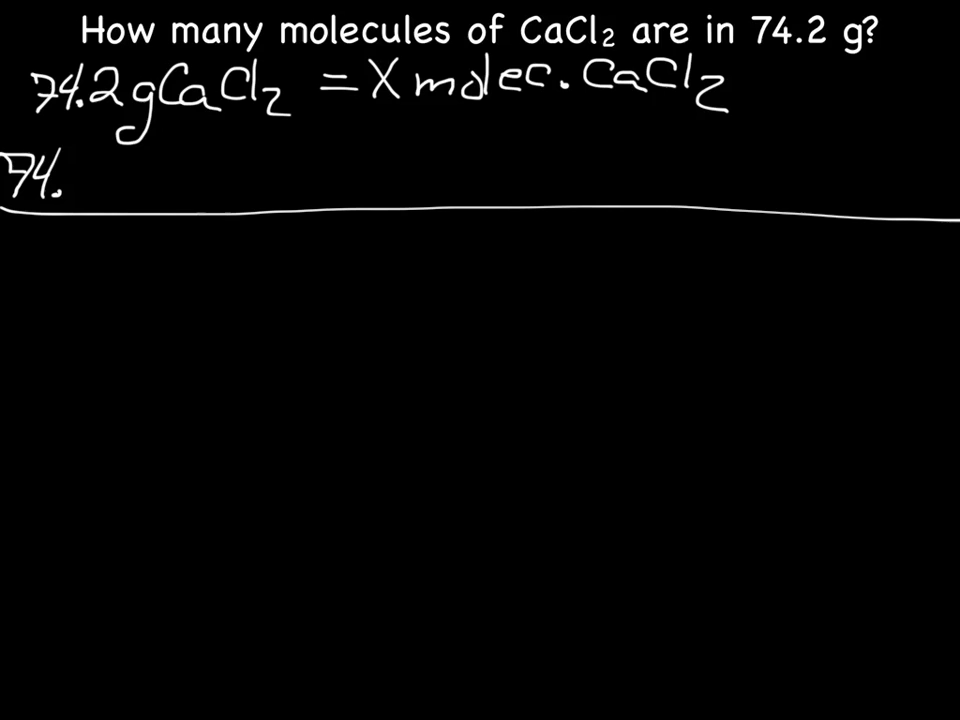 How many molecules of CaCl₂ are in 74.2 g?
74.2 g CaCl₂ = X molec. CaCl₂
74.